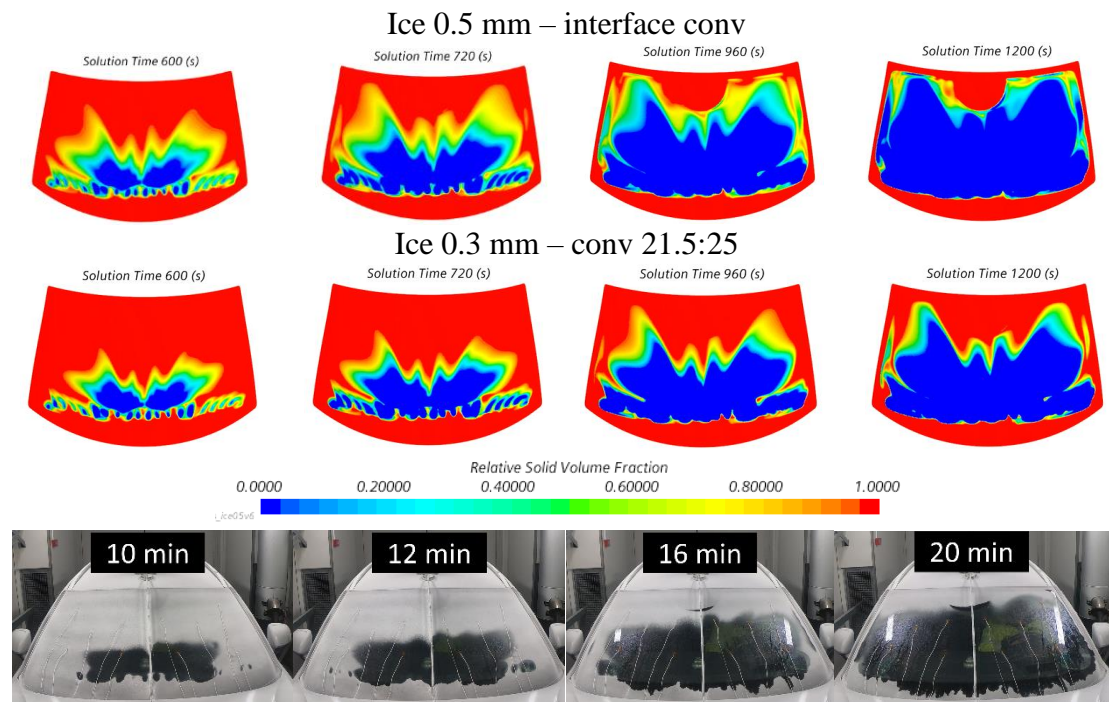 Ice 0.5 mm – interface conv
Solution Time 600 (s) Solution Time 720 (s) Solution Time 960 (s) Solution Time 1200 (s)
Ice 0.3 mm – conv 21.5:25
Solution Time 600 (s) Solution Time 720 (s) Solution Time 960 (s) Solution Time 1200 (s)
Relative Solid Volume Fraction
0.0000 0.20000 0.40000 0.60000 0.80000 1.0000
i_ice05v6
10 min 12 min 16 min 20 min